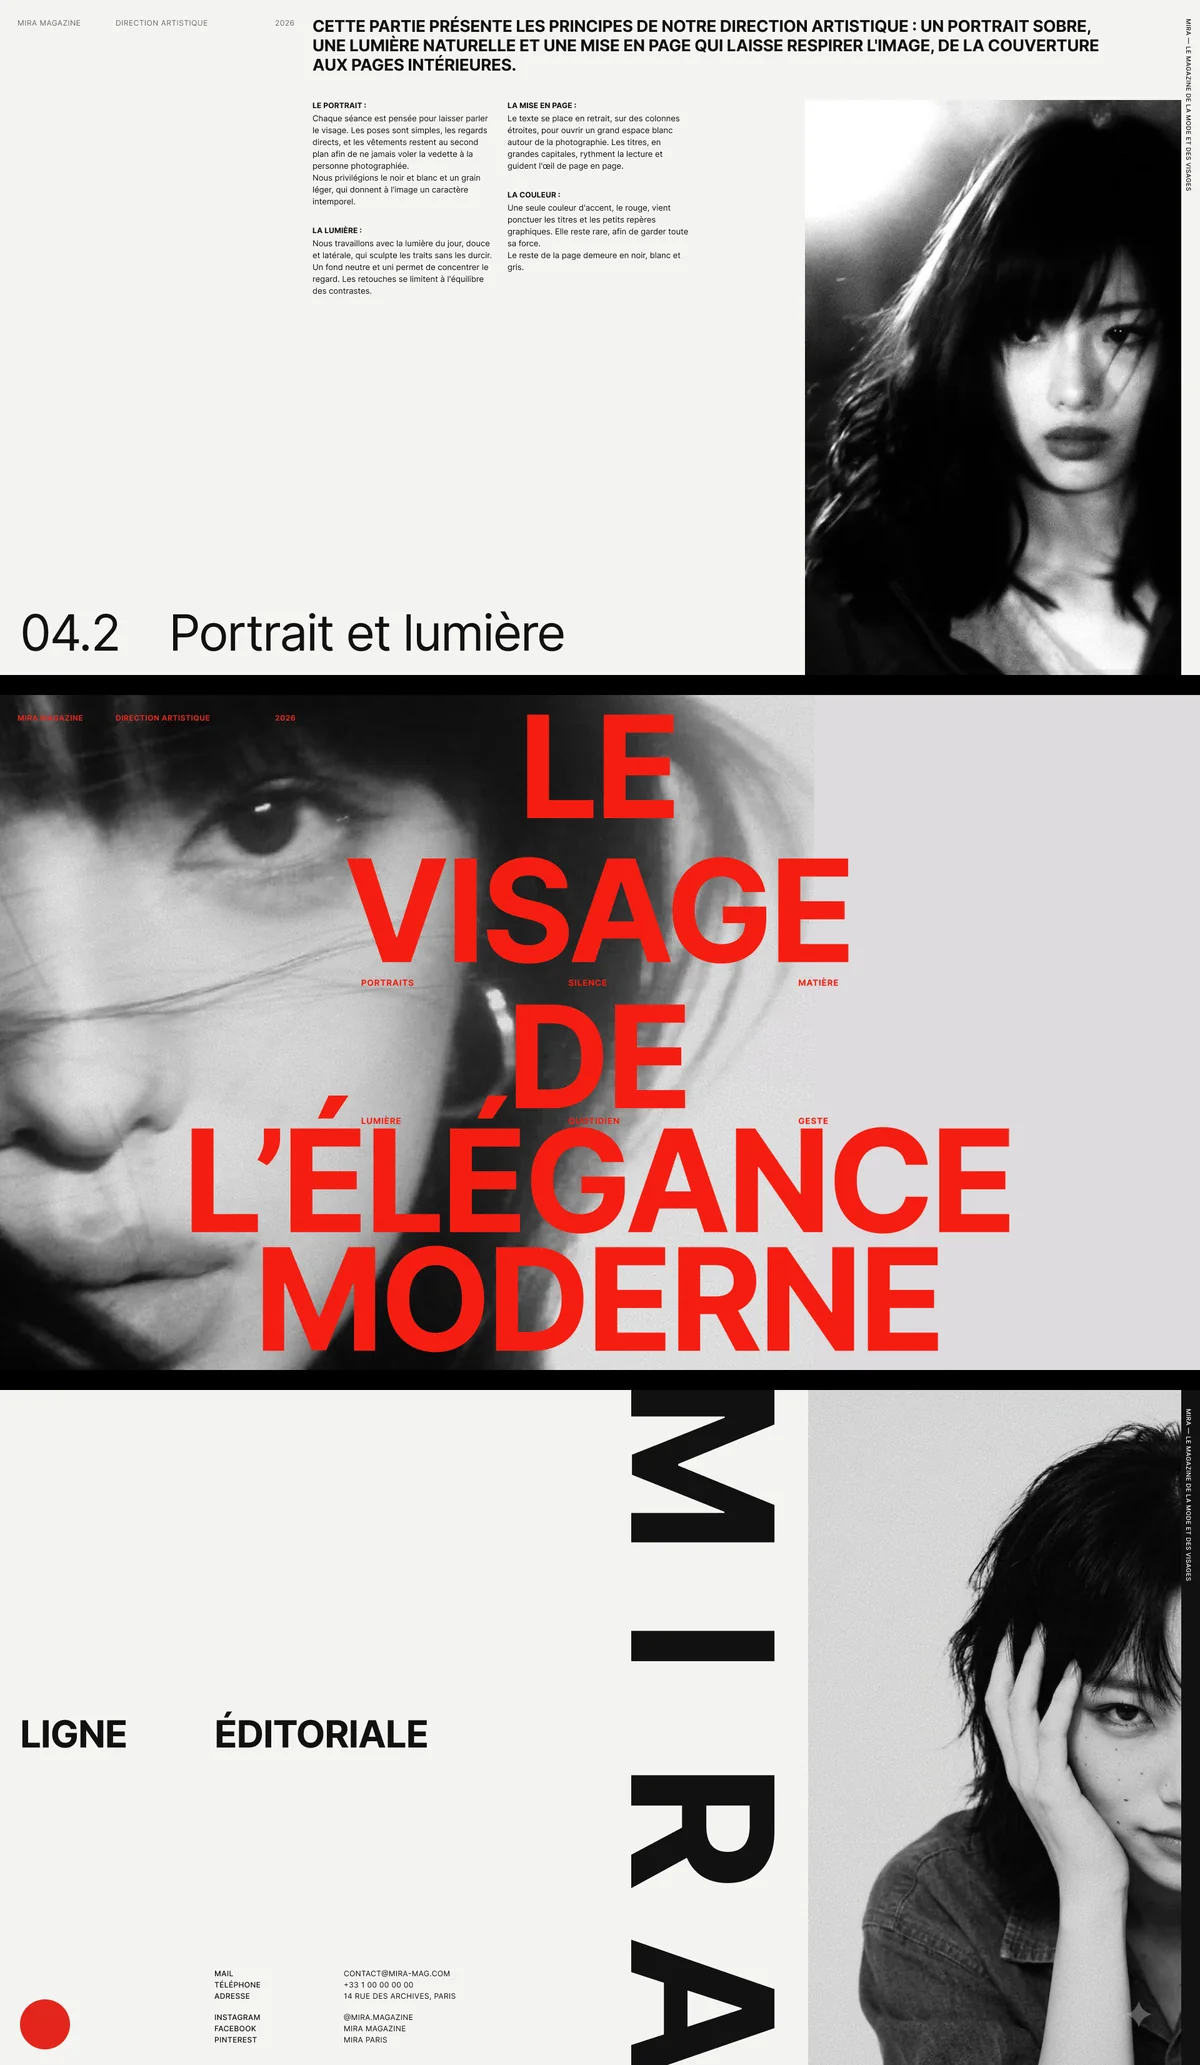 MIRA MAGAZINE DIRECTION ARTISTIQUE 2026
CETTE PARTIE PRÉSENTE LES PRINCIPES DE NOTRE DIRECTION ARTISTIQUE : UN PORTRAIT SOBRE,
UNE LUMIÈRE NATURELLE ET UNE MISE EN PAGE QUI LAISSE RESPIRER L'IMAGE, DE LA COUVERTURE
AUX PAGES INTÉRIEURES.
LE PORTRAIT :
Chaque séance est pensée pour laisser parler
le visage. Les poses sont simples, les regards
directs, et les vêtements restent au second
plan afin de ne jamais voler la vedette à la
personne photographiée.
Nous privilégions le noir et blanc et un grain
léger, qui donnent à l'image un caractère
intemporel.
LA LUMIÈRE :
Nous travaillons avec la lumière du jour, douce
et latérale, qui sculpte les traits sans les durcir.
Un fond neutre et uni permet de concentrer le
regard. Les retouches se limitent à l'équilibre
des contrastes.
LA MISE EN PAGE :
Le texte se place en retrait, sur des colonnes
étroites, pour ouvrir un grand espace blanc
autour de la photographie. Les titres, en
grandes capitales, rythment la lecture et
guident l'œil de page en page.
LA COULEUR :
Une seule couleur d'accent, le rouge, vient
ponctuer les titres et les petits repères
graphiques. Elle reste rare, afin de garder toute
sa force.
Le reste de la page demeure en noir, blanc et
gris.
MIRA — LE MAGAZINE DE LA MODE ET DES VISAGES
04.2 Portrait et lumière
MIRA MAGAZINE DIRECTION ARTISTIQUE 2026
LE
VISAGE
PORTRAITS SILENCE MATIÈRE
DE
LUMIÈRE QUOTIDIEN GESTE
L’ÉLÉGANCE
MODERNE
LIGNE ÉDITORIALE
MAIL CONTACT@MIRA-MAG.COM
TÉLÉPHONE +33 1 00 00 00 00
ADRESSE 14 RUE DES ARCHIVES, PARIS
INSTAGRAM @MIRA.MAGAZINE
FACEBOOK MIRA MAGAZINE
PINTEREST MIRA PARIS
MIRA
MIRA — LE MAGAZINE DE LA MODE ET DES VISAGES